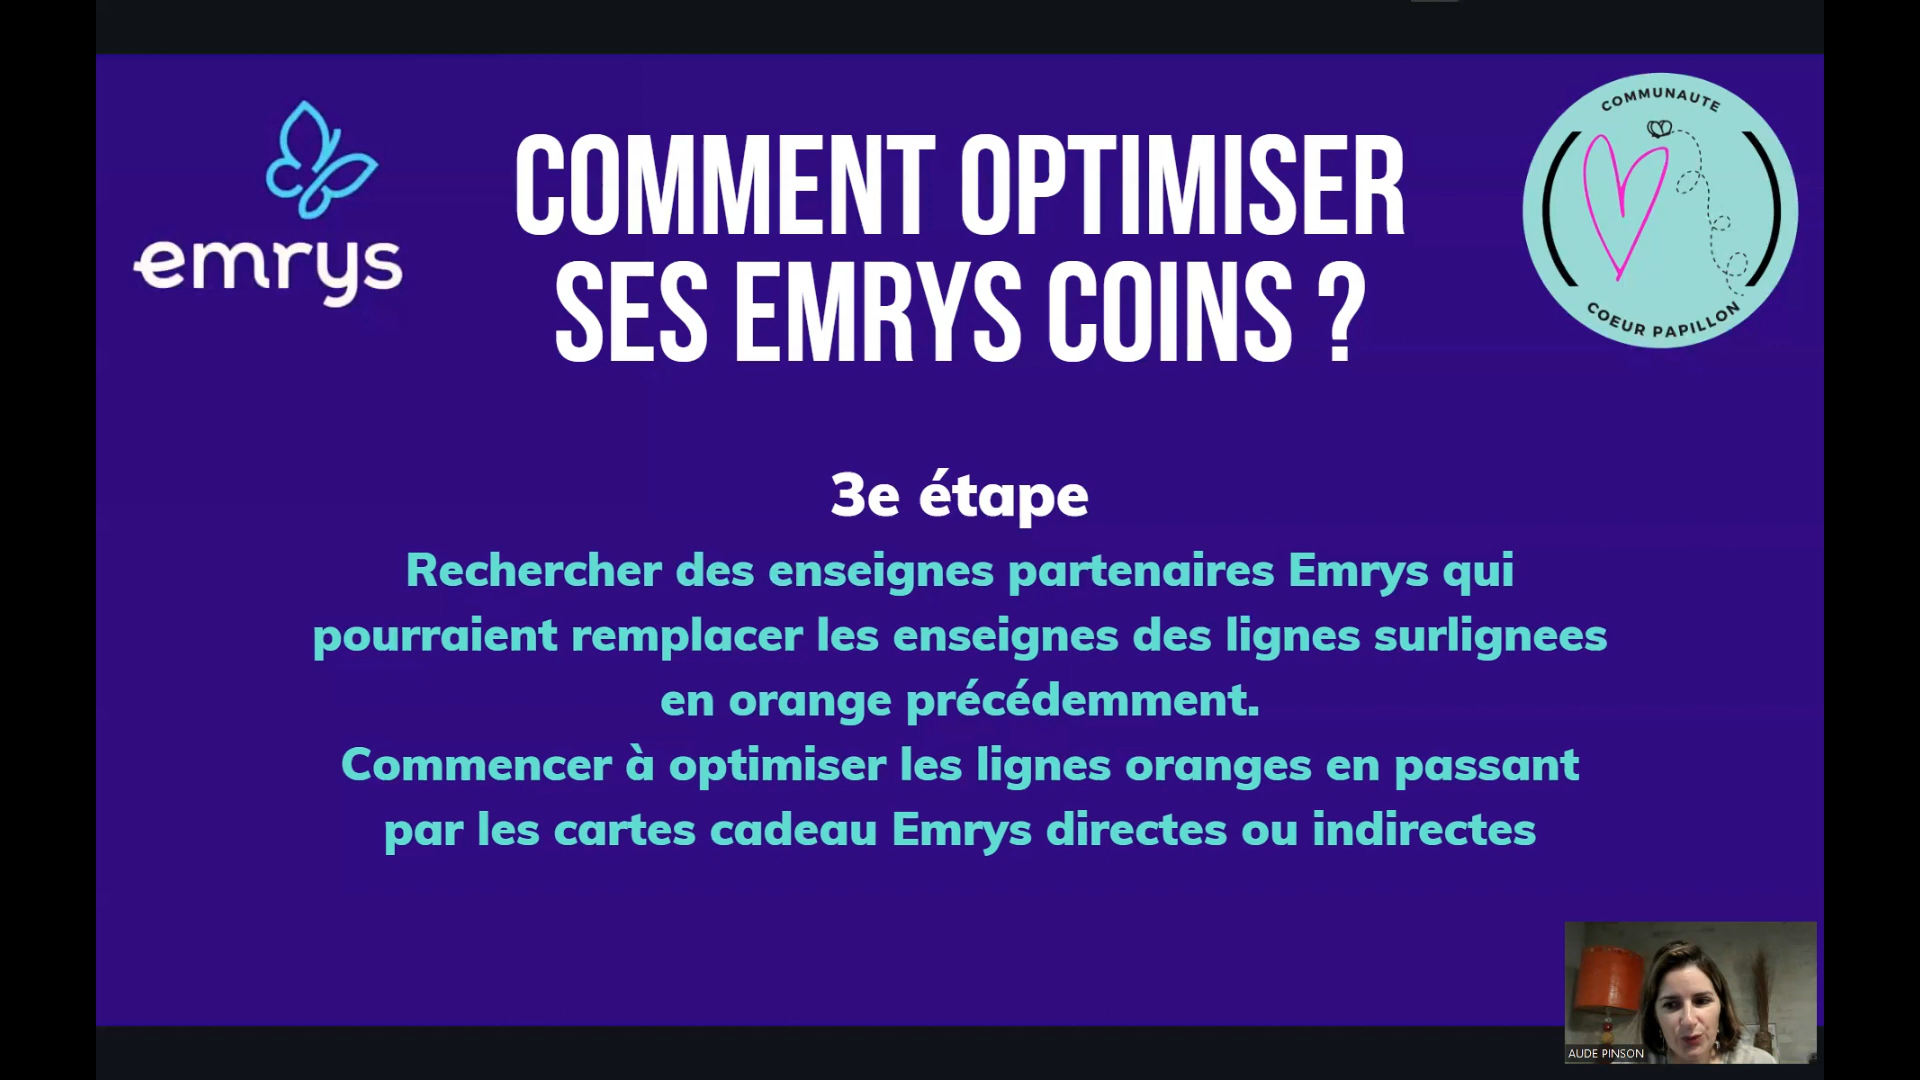 emrys
COMMENT OPTIMISER
SES EMRYS COINS ?
COMMUNAUTE
COEUR PAPILLON
3e étape
Rechercher des enseignes partenaires Emrys qui
pourraient remplacer les enseignes des lignes surlignees
en orange précédemment.
Commencer à optimiser les lignes oranges en passant
par les cartes cadeau Emrys directes ou indirectes
AUDE PINSON